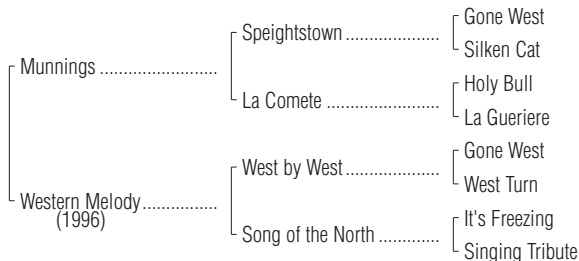 Gone West
Speightstown ....................
Silken Cat
Munnings .........................
Holy Bull
La Comete ........................
La Gueriere
Gone West
West by West ....................
West Turn
Western Melody ................
(1996)
It's Freezing
Song of the North .............
Singing Tribute